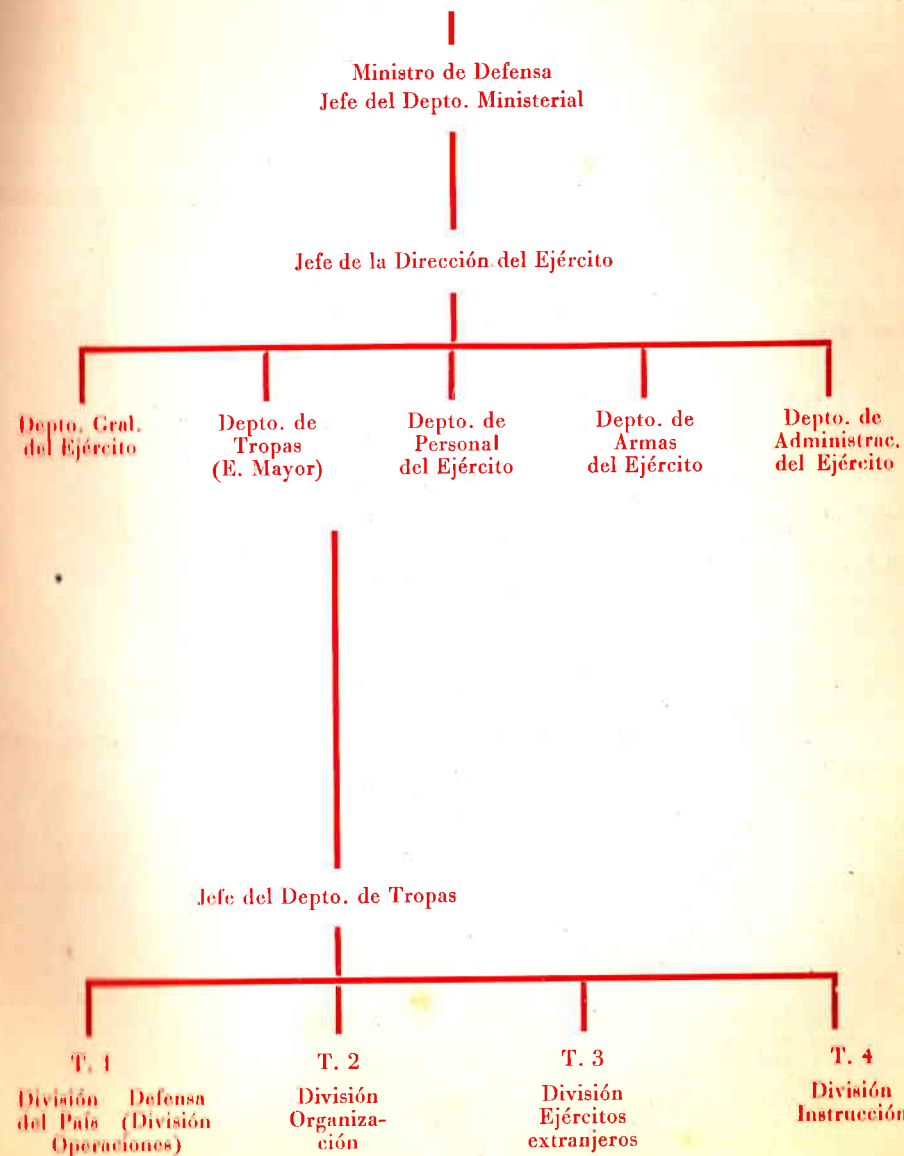 Ministro de Defensa
Jefe del Depto. Ministerial
Jefe de la Dirección del Ejército
Depto. Gral.
del Ejército
Depto. de
Tropas
(E. Mayor)
Depto. de
Personal
del Ejército
Depto. de
Armas
del Ejército
Depto. de
Administrac.
del Ejército
Jefe del Depto. de Tropas
T. 1
División Defensa
del País (División
Operaciones)
T. 2
División
Organiza-
ción
T. 3
División
Ejércitos
extranjeros
T. 4
División
Instrucción